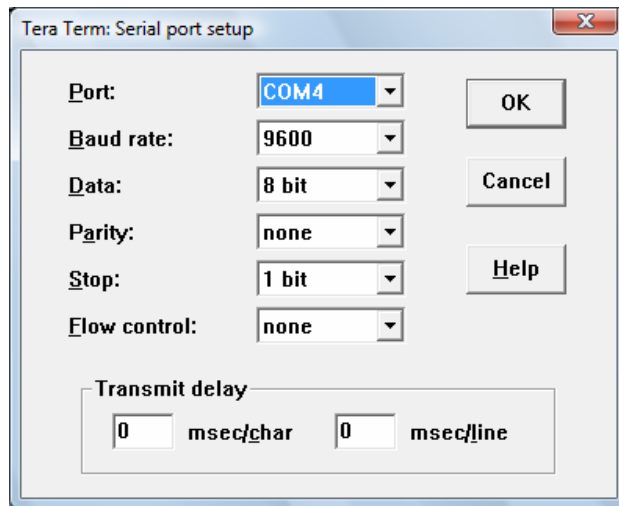 Tera Term: Serial port setup
Port: COM4 OK
Baud rate: 9600
Data: 8 bit Cancel
Parity: none
Stop: 1 bit Help
Flow control: none
Transmit delay
0 msec/char 0 msec/line